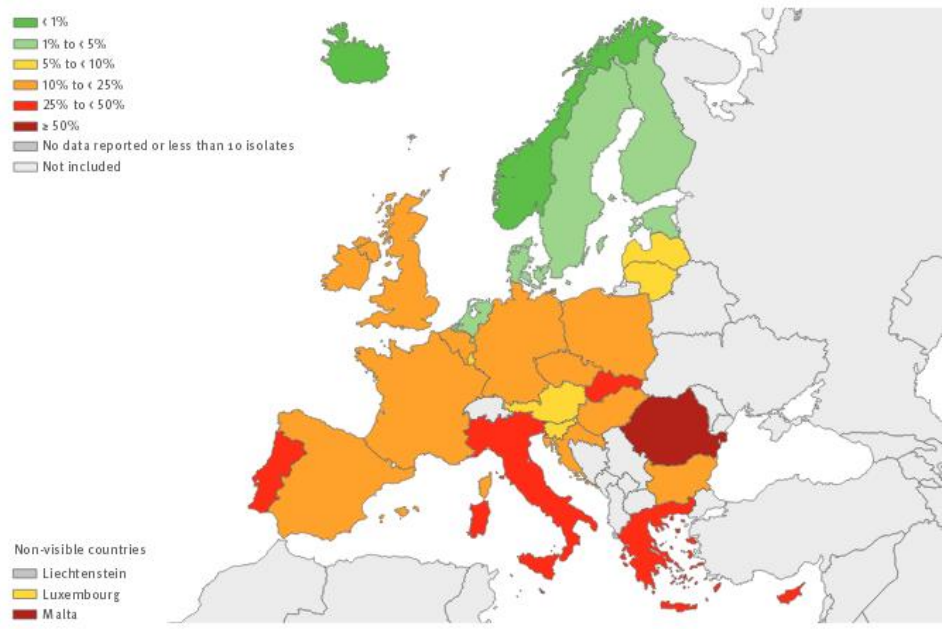 < 1%
1% to < 5%
5% to < 10%
10% to < 25%
25% to < 50%
≥ 50%
No data reported or less than 10 isolates
Not included
Non-visible countries
Liechtenstein
Luxembourg
Malta